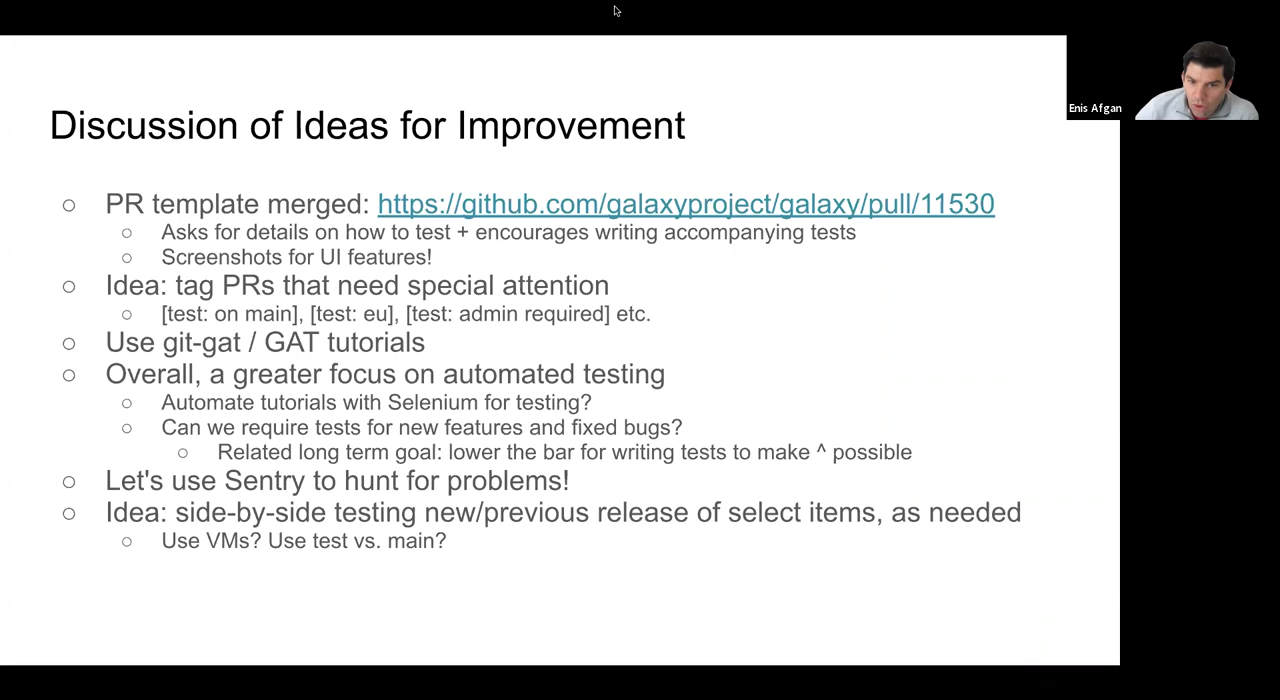 Discussion of Ideas for Improvement
Enis Afgan
○ PR template merged: https://github.com/galaxyproject/galaxy/pull/11530
○ Asks for details on how to test + encourages writing accompanying tests
○ Screenshots for UI features!
○ Idea: tag PRs that need special attention
○ [test: on main], [test: eu], [test: admin required] etc.
○ Use git-gat / GAT tutorials
○ Overall, a greater focus on automated testing
○ Automate tutorials with Selenium for testing?
○ Can we require tests for new features and fixed bugs?
○ Related long term goal: lower the bar for writing tests to make ^ possible
○ Let's use Sentry to hunt for problems!
○ Idea: side-by-side testing new/previous release of select items, as needed
○ Use VMs? Use test vs. main?